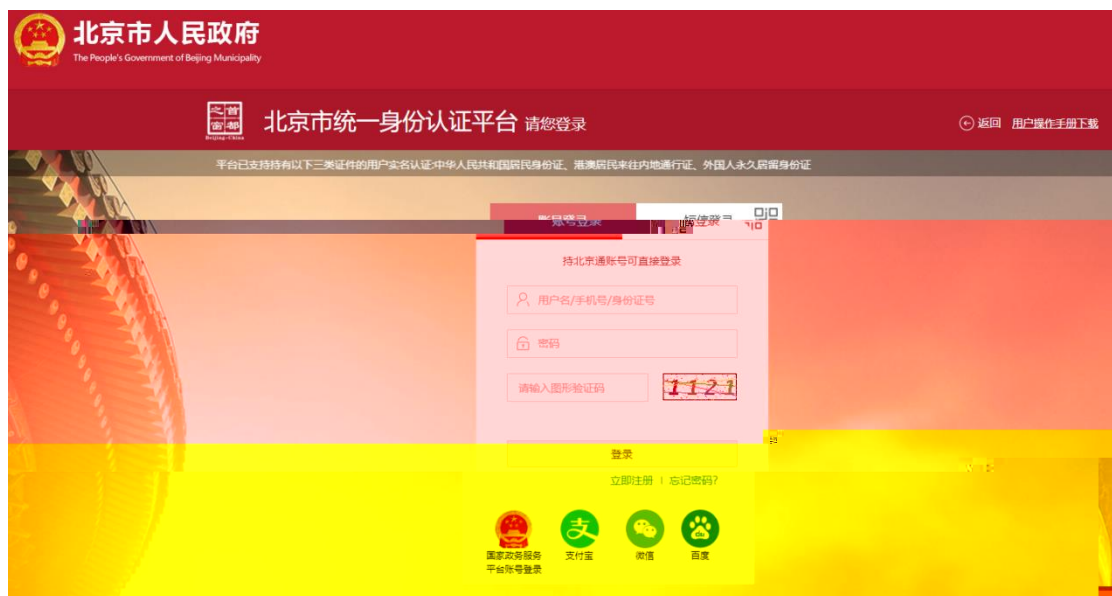 北京市人民政府
The People's Government of Beijing Municipality
首都之窗
Beijing-China
北京市统一身份认证平台 请您登录
返回 用户操作手册下载
平台已支持持有以下三类证件的用户实名认证:中华人民共和国居民身份证、港澳居民来往内地通行证、外国人永久居留身份证
账号登录 短信登录
持北京通账号可直接登录
用户名/手机号/身份证号
密码
请输入图形验证码 1121
登录
立即注册 | 忘记密码?
国家政务服务 支付宝 微信 百度
平台账号登录